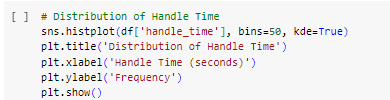 [ ] # Distribution of Handle Time
sns.histplot(df['handle_time'], bins=50, kde=True)
plt.title('Distribution of Handle Time')
plt.xlabel('Handle Time (seconds)')
plt.ylabel('Frequency')
plt.show()